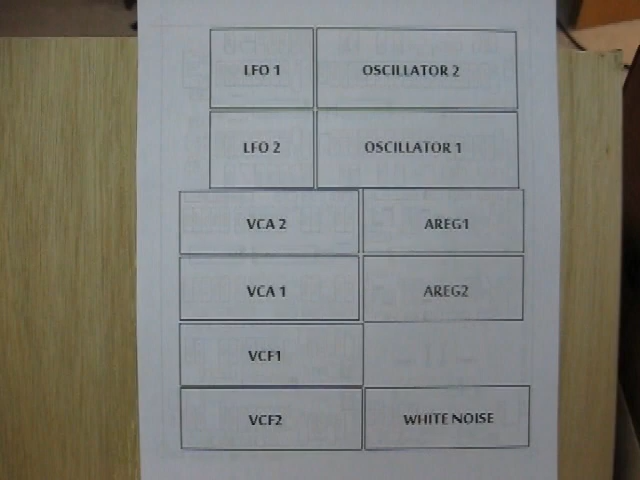 LFO 1 OSCILLATOR 2
LFO 2 OSCILLATOR 1
VCA 2 AREG1
VCA 1 AREG2
VCF1
VCF2 WHITE NOISE